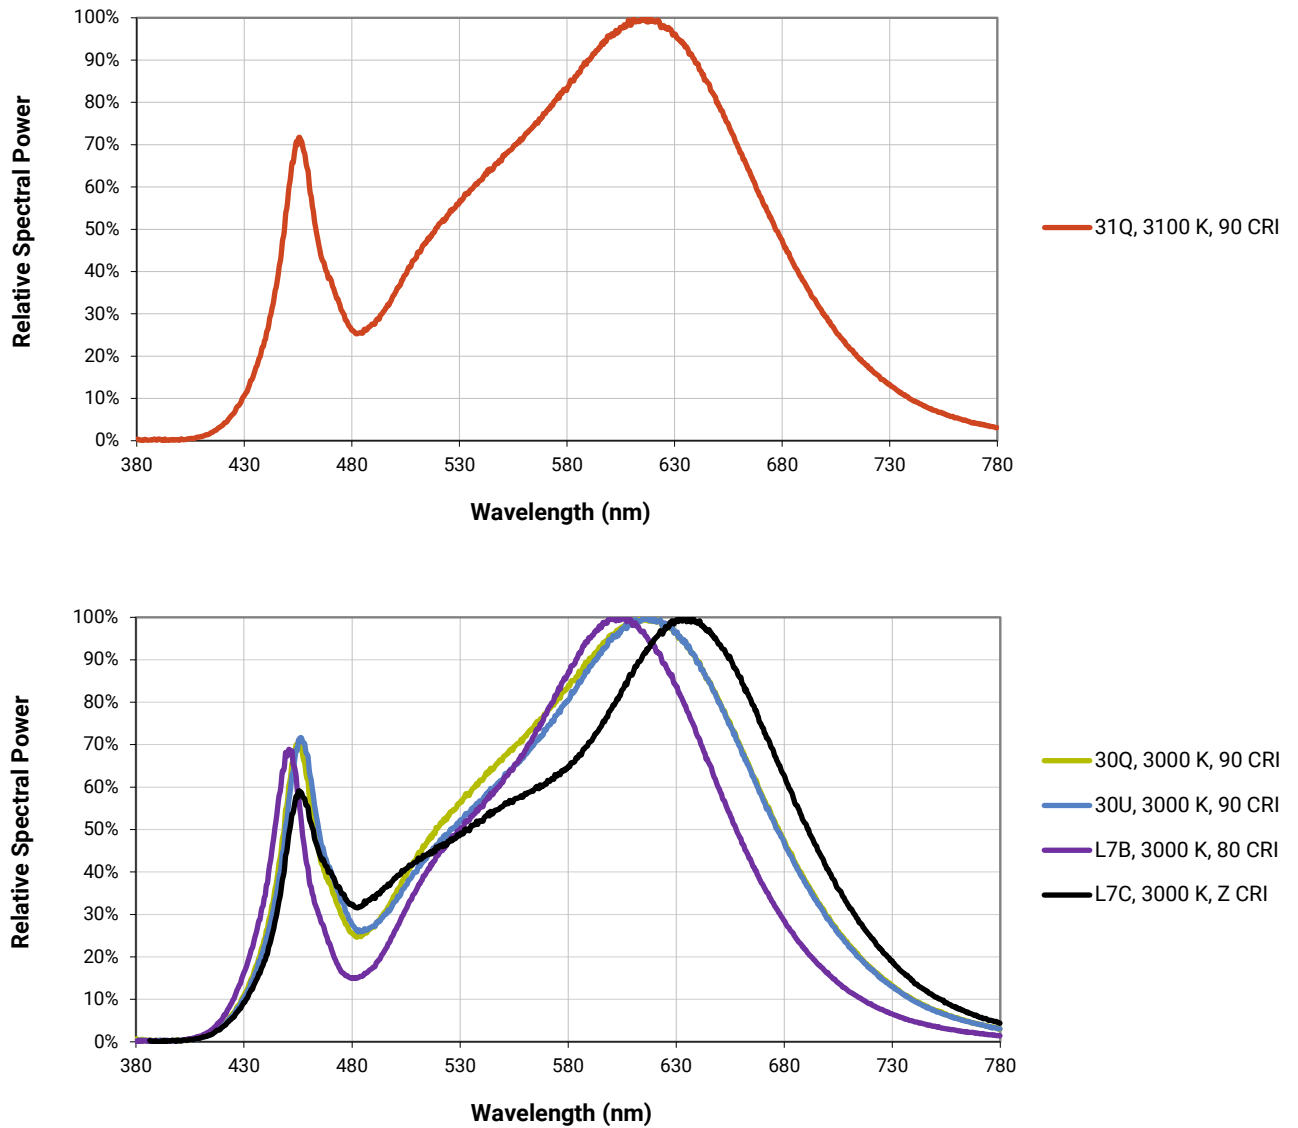 100%
90%
80%
70%
60%
50%
40%
30%
20%
10%
0%
Relative Spectral Power
380 430 480 530 580 630 680 730 780
Wavelength (nm)
31Q, 3100 K, 90 CRI
100%
90%
80%
70%
60%
50%
40%
30%
20%
10%
0%
Relative Spectral Power
380 430 480 530 580 630 680 730 780
Wavelength (nm)
30Q, 3000 K, 90 CRI
30U, 3000 K, 90 CRI
L7B, 3000 K, 80 CRI
L7C, 3000 K, Z CRI